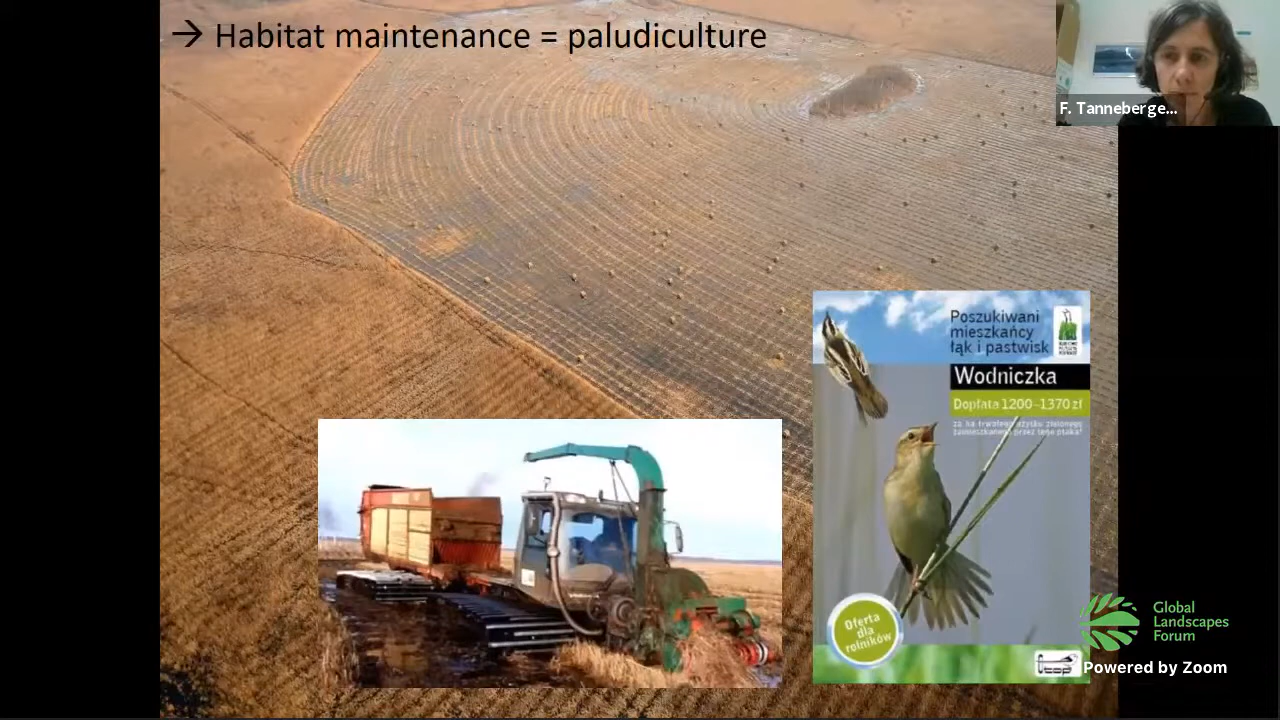 → Habitat maintenance = paludiculture
F. Tanneberge...
Poszukiwani
mieszkańcy
łąk i pastwisk
Wodniczka
Dopłata 1200–1370 zł
Oferta
dla
rolników
Global
Landscapes
Forum
Powered by Zoom